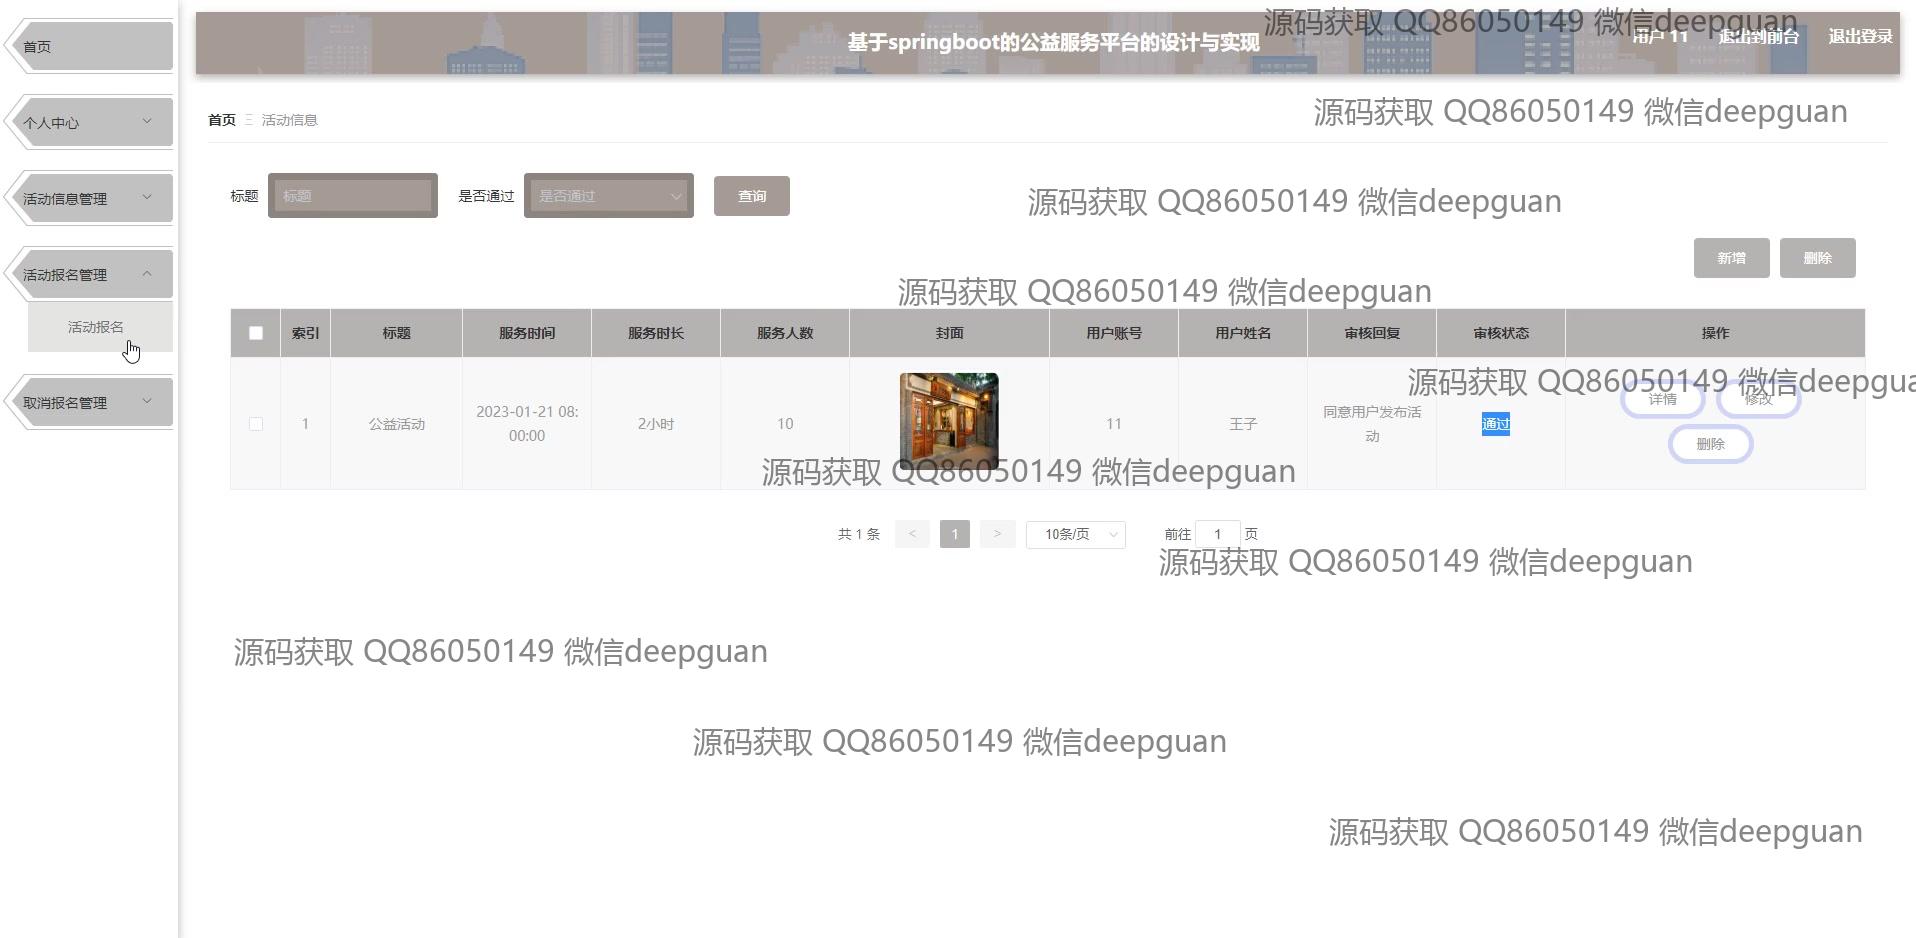 源码获取 QQ86050149 微信deepguan
基于springboot的公益服务平台的设计与实现
用户 11 退出到前台 退出登录
首页
个人中心
活动信息管理
活动报名管理
活动报名
取消报名管理
首页 活动信息
源码获取 QQ86050149 微信deepguan
标题 标题 是否通过 是否通过 查询
源码获取 QQ86050149 微信deepguan
新增 删除
源码获取 QQ86050149 微信deepguan
索引 标题 服务时间 服务时长 服务人数 封面 用户账号 用户姓名 审核回复 审核状态 操作
源码获取 QQ86050149 微信deepgua
1 公益活动 2023-01-21 08:00:00 2小时 10 11 王子 同意用户发布活动 通过 详情 修改
删除
源码获取 QQ86050149 微信deepguan
共 1 条 < 1 > 10条/页 前往 1 页
源码获取 QQ86050149 微信deepguan
源码获取 QQ86050149 微信deepguan
源码获取 QQ86050149 微信deepguan
源码获取 QQ86050149 微信deepguan